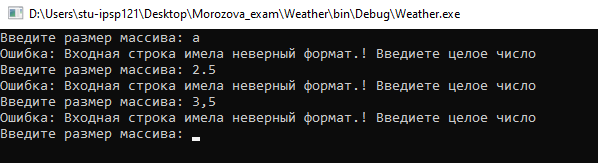 D:\Users\stu-ipsp121\Desktop\Morozova_exam\Weather\bin\Debug\Weather.exe
Введите размер массива: a
Ошибка: Входная строка имела неверный формат.! Введиете целое число
Введите размер массива: 2.5
Ошибка: Входная строка имела неверный формат.! Введиете целое число
Введите размер массива: 3,5
Ошибка: Входная строка имела неверный формат.! Введиете целое число
Введите размер массива: